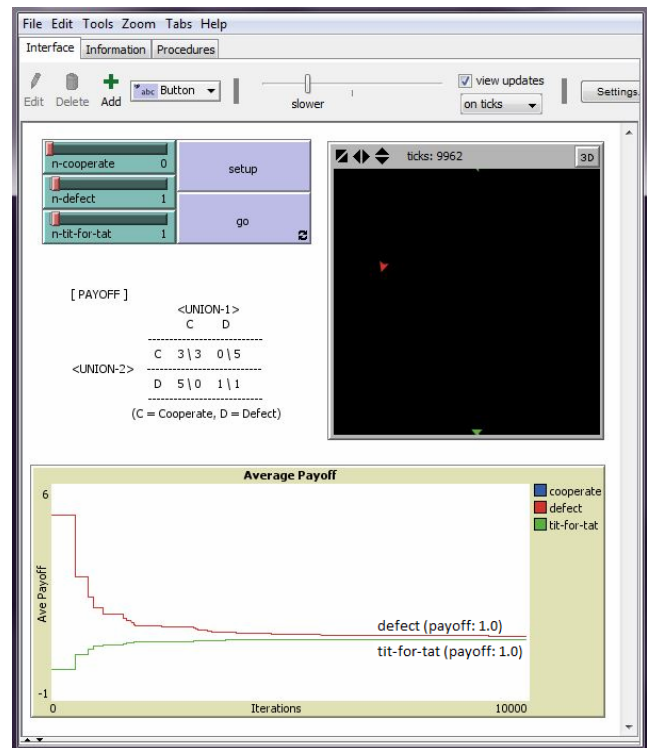 File Edit Tools Zoom Tabs Help
Interface Information Procedures
Edit Delete Add abc Button slower view updates on ticks Settings.
n-cooperate 0
n-defect 1
n-tit-for-tat 1
setup
go
ticks: 9962 3D
[ PAYOFF ]
<UNION-1>
C D
----------------------------
C 3\3 0\5
<UNION-2> ----------------------------
D 5\0 1\1
----------------------------
(C = Cooperate, D = Defect)
Average Payoff
6
Ave Payoff
-1
0 Iterations 10000
cooperate
defect
tit-for-tat
defect (payoff: 1.0)
tit-for-tat (payoff: 1.0)